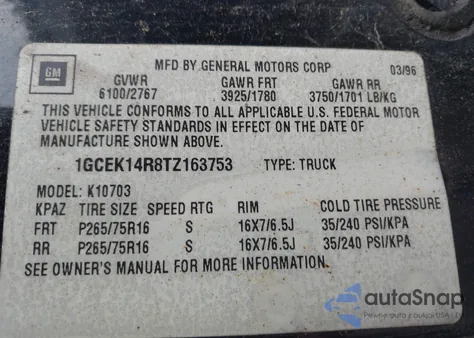 MFD BY GENERAL MOTORS CORP 03/96
GM
GVWR GAWR FRT GAWR RR
6100/2767 3925/1780 3750/1701 LB/KG
THIS VEHICLE CONFORMS TO ALL APPLICABLE U.S. FEDERAL MOTOR
VEHICLE SAFETY STANDARDS IN EFFECT ON THE DATE OF
MANUFACTURE SHOWN ABOVE.
1GCEK14R8TZ163753 TYPE: TRUCK
MODEL: K10703
KPAZ TIRE SIZE SPEED RTG RIM COLD TIRE PRESSURE
FRT P265/75R16 S 16X7/6.5J 35/240 PSI/KPA
RR P265/75R16 S 16X7/6.5J 35/240 PSI/KPA
SEE OWNER'S MANUAL FOR MORE INFORMATION.
autoSnap